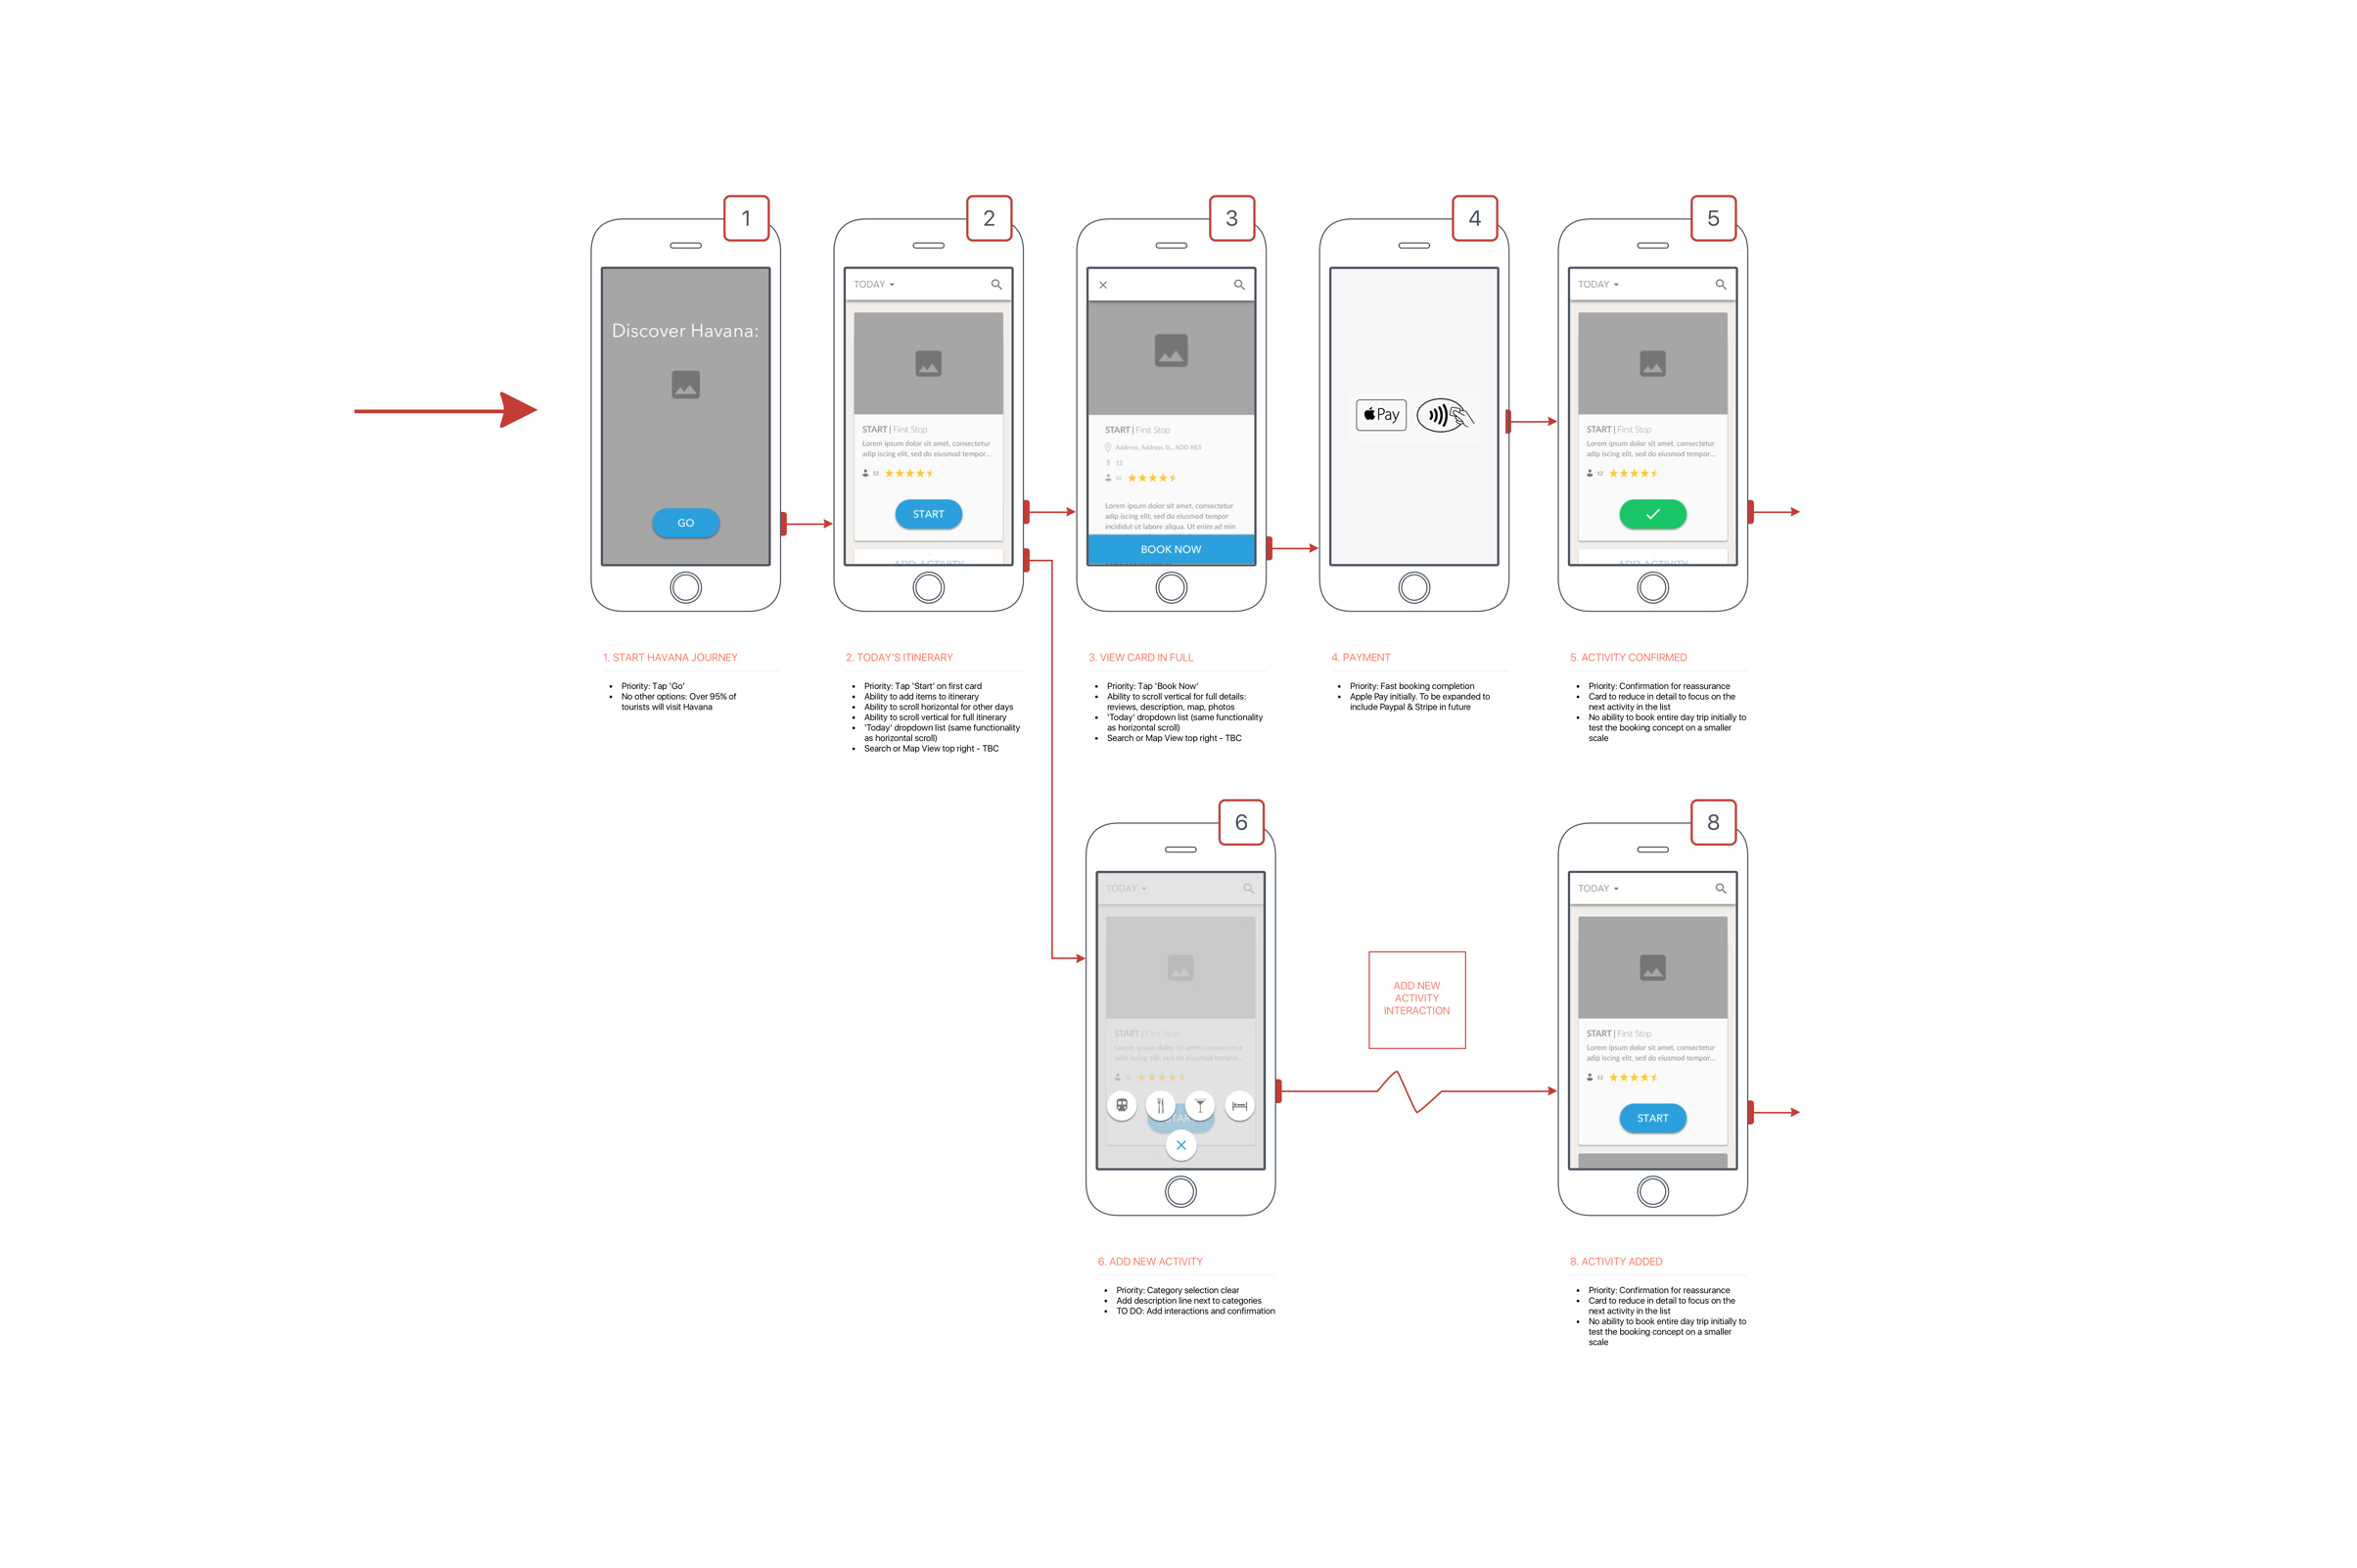 1
2
3
4
5
Discover Havana:
GO
TODAY
START | First Stop
Lorem ipsum dolor sit amet, consectetur
adip iscing elit, sed do eiusmod tempor...
12
START
ADD ACTIVITY
START | First Stop
Address, Address St., ADD RES
$ 12
12
Lorem ipsum dolor sit amet, consectetur
adip iscing elit, sed do eiusmod tempor
incididut ut labore aliqua. Ut enim ad min
BOOK NOW
Pay
TODAY
START | First Stop
Lorem ipsum dolor sit amet, consectetur
adip iscing elit, sed do eiusmod tempor...
12
ADD ACTIVITY
1. START HAVANA JOURNEY
• Priority: Tap 'Go'
• No other options: Over 95% of
tourists will visit Havana
2. TODAY'S ITINERARY
• Priority: Tap 'Start' on first card
• Ability to add items to itinerary
• Ability to scroll horizontal for other days
• Ability to scroll vertical for full itinerary
• 'Today' dropdown list (same functionality
as horizontal scroll)
• Search or Map View top right - TBC
3. VIEW CARD IN FULL
• Priority: Tap 'Book Now'
• Ability to scroll vertical for full details:
reviews, description, map, photos
• 'Today' dropdown list (same functionality
as horizontal scroll)
• Search or Map View top right - TBC
4. PAYMENT
• Priority: Fast booking completion
• Apple Pay initially. To be expanded to
include Paypal & Stripe in future
5. ACTIVITY CONFIRMED
• Priority: Confirmation for reassurance
• Card to reduce in detail to focus on the
next activity in the list
• No ability to book entire day trip initially to
test the booking concept on a smaller
scale
6
8
TODAY
START | First Stop
Lorem ipsum dolor sit amet, consectetur
adip iscing elit, sed do eiusmod tempor...
12
ADD NEW
ACTIVITY
INTERACTION
TODAY
START | First Stop
Lorem ipsum dolor sit amet, consectetur
adip iscing elit, sed do eiusmod tempor...
12
START
6. ADD NEW ACTIVITY
• Priority: Category selection clear
• Add description line next to categories
• TO DO: Add interactions and confirmation
8. ACTIVITY ADDED
• Priority: Confirmation for reassurance
• Card to reduce in detail to focus on the
next activity in the list
• No ability to book entire day trip initially to
test the booking concept on a smaller
scale